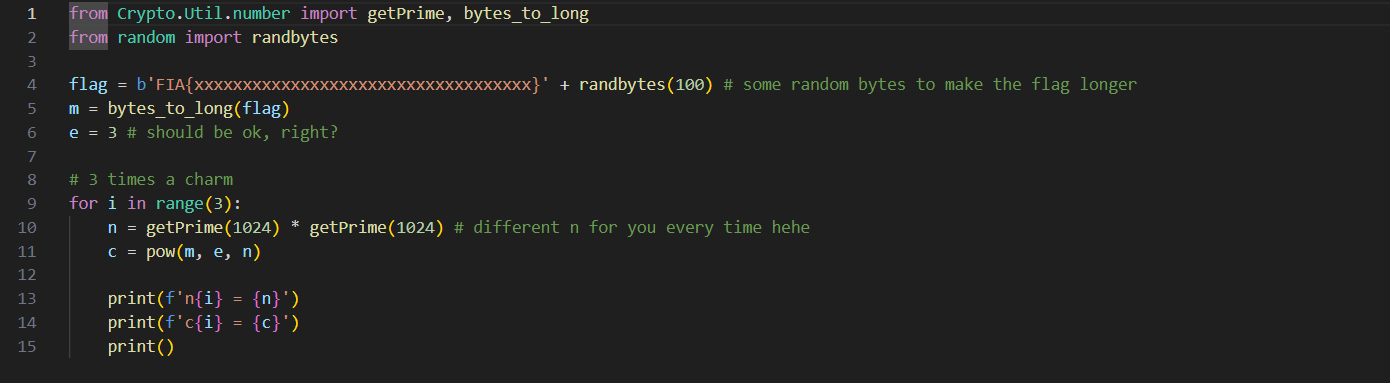 1 from Crypto.Util.number import getPrime, bytes_to_long
2 from random import randbytes
3
4 flag = b'FIA{xxxxxxxxxxxxxxxxxxxxxxxxxxxxxxxxxxx}' + randbytes(100) # some random bytes to make the flag longer
5 m = bytes_to_long(flag)
6 e = 3 # should be ok, right?
7
8 # 3 times a charm
9 for i in range(3):
10     n = getPrime(1024) * getPrime(1024) # different n for you every time hehe
11     c = pow(m, e, n)
12
13     print(f'n{i} = {n}')
14     print(f'c{i} = {c}')
15     print()